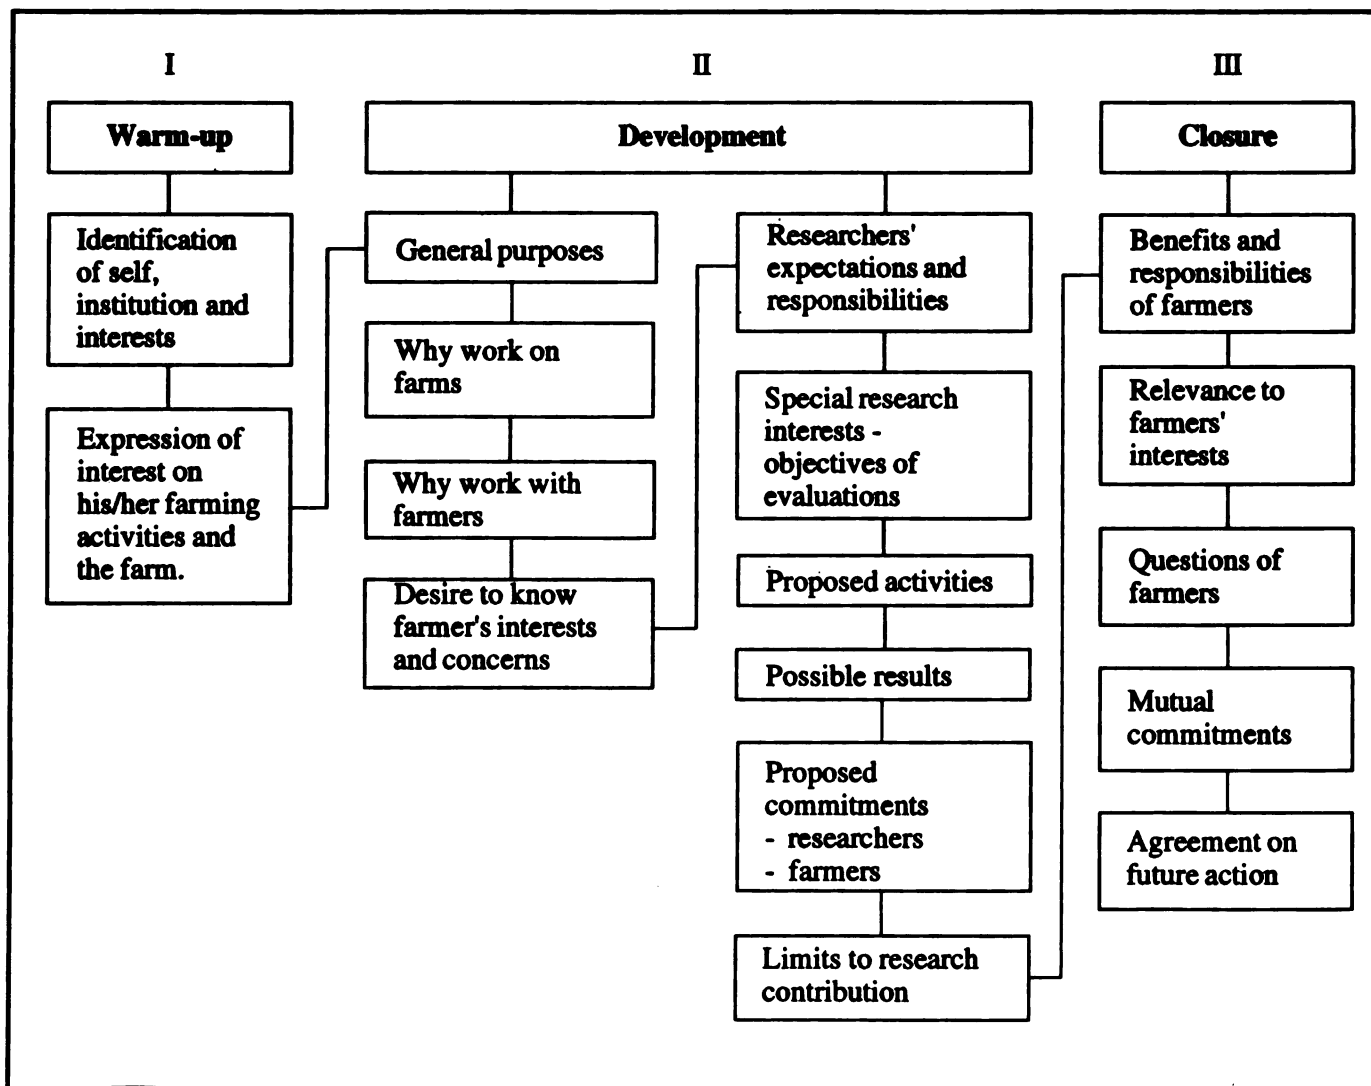 I
Warm-up
Identification
of self,
institution and
interests
Expression of
interest on
his/her farming
activities and
the farm.
II
Development
General purposes
Why work on
farms
Why work with
farmers
Desire to know
farmer's interests
and concerns
Researchers'
expectations and
responsibilities
Special research
interests -
objectives of
evaluations
Proposed activities
Possible results
Proposed
commitments
- researchers
- farmers
Limits to research
contribution
III
Closure
Benefits and
responsibilities
of farmers
Relevance to
farmers'
interests
Questions of
farmers
Mutual
commitments
Agreement on
future action